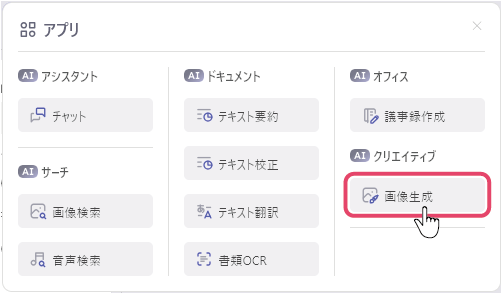 アプリ
AI アシスタント
チャット
AI サーチ
画像検索
音声検索
AI ドキュメント
テキスト要約
テキスト校正
テキスト翻訳
書類OCR
AI オフィス
議事録作成
AI クリエイティブ
画像生成